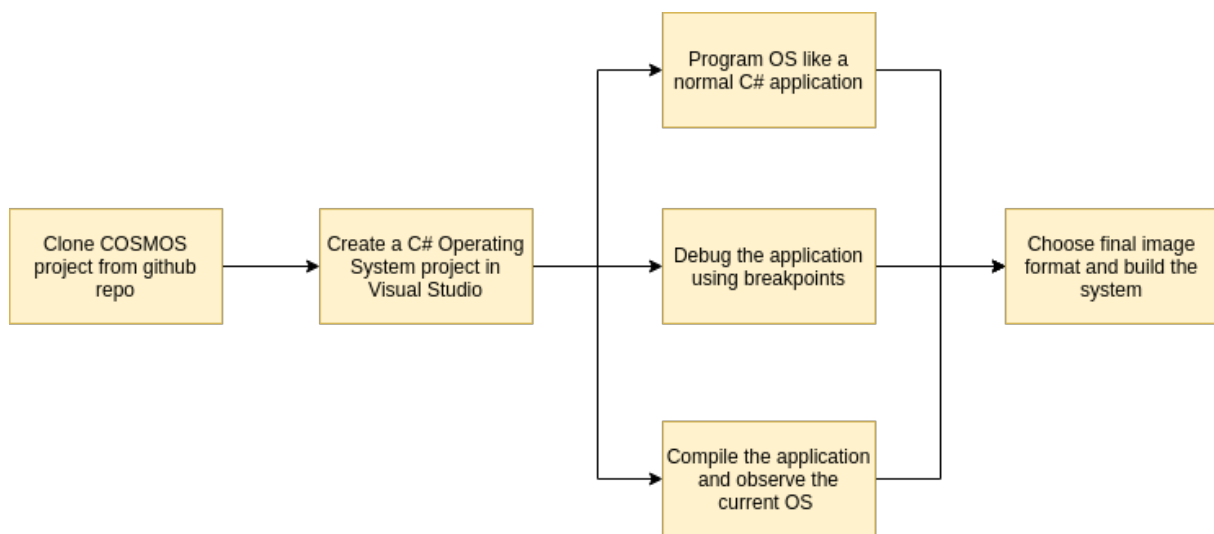 Program OS like a
normal C# application
Clone COSMOS
project from github
repo
Create a C# Operating
System project in
Visual Studio
Debug the application
using breakpoints
Choose final image
format and build the
system
Compile the application
and observe the
current OS